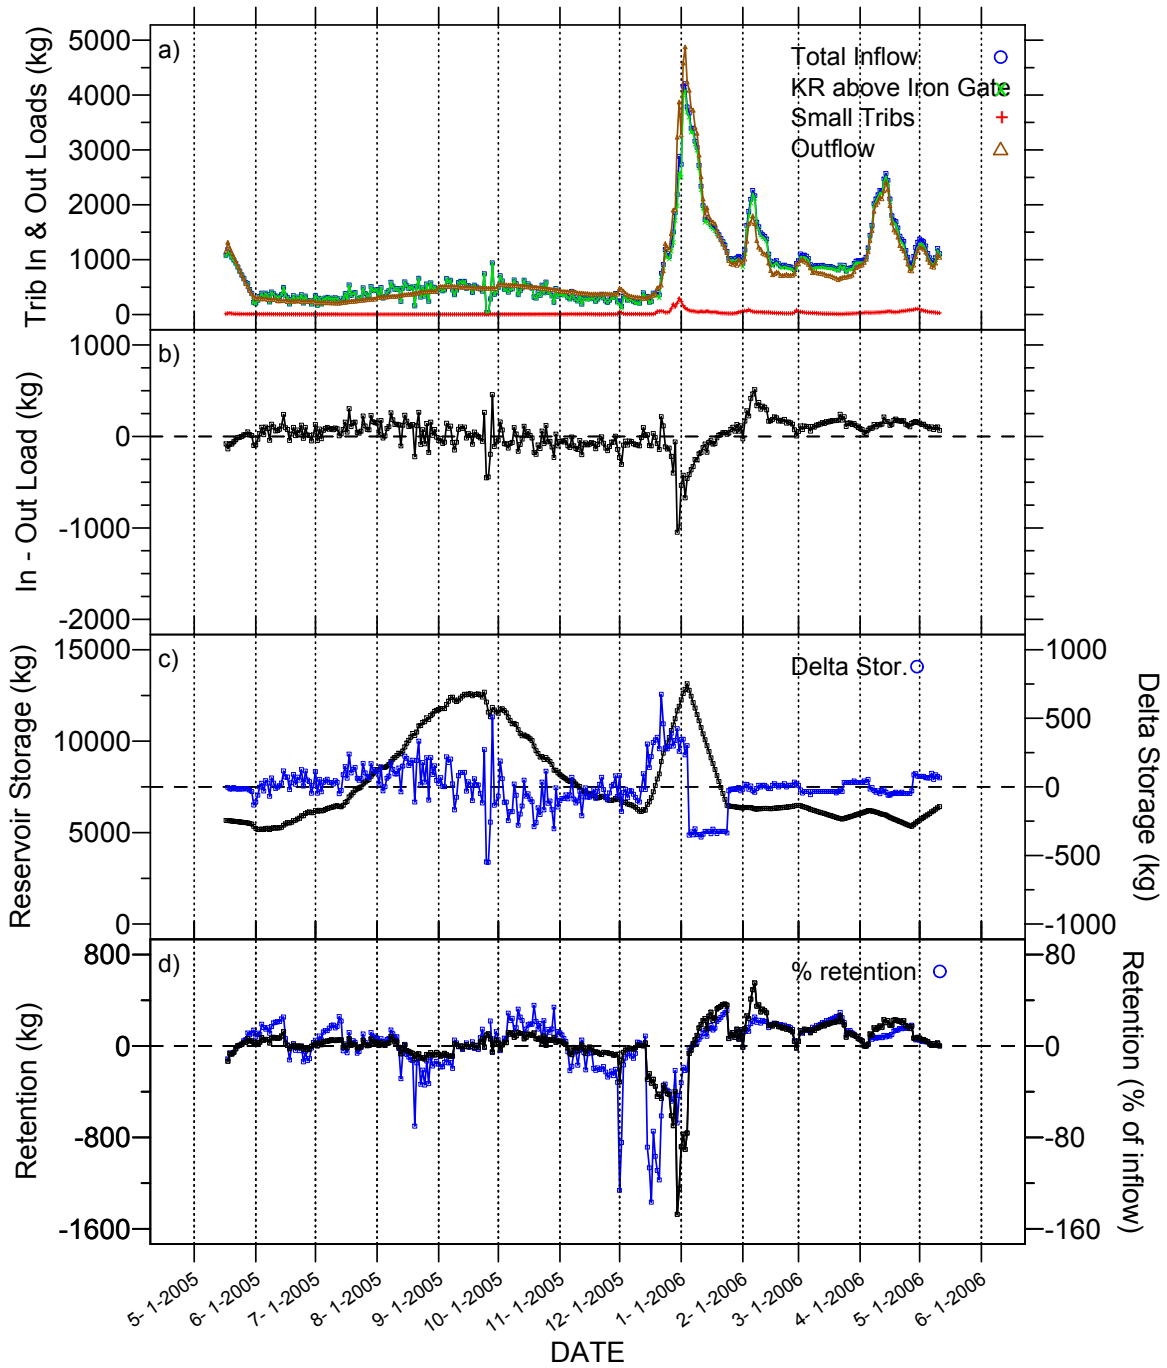 a)
Total Inflow
KR above Iron Gate
Small Tribs
Outflow
Trib In & Out Loads (kg)
5000
4000
3000
2000
1000
0
b)
In - Out Load (kg)
1000
0
-1000
-2000
c)
Delta Stor.
Reservoir Storage (kg)
15000
10000
5000
0
Delta Storage (kg)
1000
500
0
-500
-1000
d)
% retention
Retention (kg)
800
0
-800
-1600
Retention (% of inflow)
80
0
-80
-160
5- 1-2005
6- 1-2005
7- 1-2005
8- 1-2005
9- 1-2005
10- 1-2005
11- 1-2005
12- 1-2005
1- 1-2006
2- 1-2006
3- 1-2006
4- 1-2006
5- 1-2006
6- 1-2006
DATE